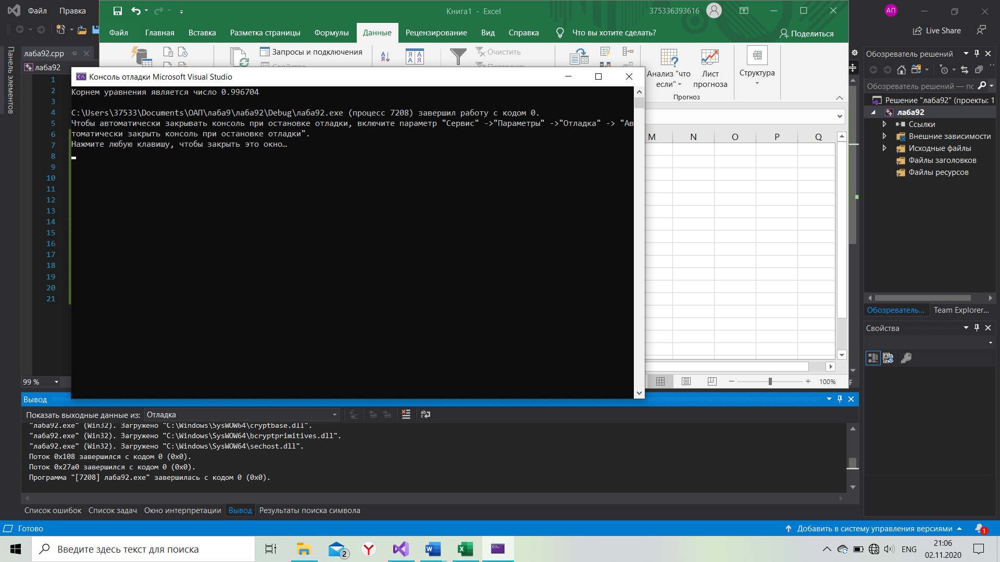 Файл Правка
Книга1 - Excel
375336393616
АП
Файл Главная Вставка Разметка страницы Формулы Данные Рецензирование Вид Справка Что вы хотите сделать? Поделиться
Live Share
Панель элементов
лаба92.cpp
лаба92
Запросы и подключения
Свойства
Очистить
Повторить
Анализ "что если"
Лист прогноза
Структура
Прогноз
Консоль отладки Microsoft Visual Studio
Корнем уравнения является число 0.996704
C:\Users\37533\Documents\ОАП\лаба9\лаба92\Debug\лаба92.exe (процесс 7208) завершил работу с кодом 0.
Чтобы автоматически закрывать консоль при остановке отладки, включите параметр "Сервис" ->"Параметры" ->"Отладка" -> "Ав
томатически закрыть консоль при остановке отладки".
Нажмите любую клавишу, чтобы закрыть это окно…
1
2
3
4
5
6
7
8
9
10
11
12
13
14
15
16
17
18
19
20
21
M N O P Q
99 %
100%
Обозреватель решений
Обозреватель решений — по
Решение "лаба92" (проекты: 1
лаба92
Ссылки
Внешние зависимости
Исходные файлы
Файлы заголовков
Файлы ресурсов
Обозреватель... Team Explorer...
Свойства
Вывод
Показать выходные данные из: Отладка
"лаба92.exe" (Win32). Загружено "C:\Windows\SysWOW64\cryptbase.dll".
"лаба92.exe" (Win32). Загружено "C:\Windows\SysWOW64\bcryptprimitives.dll".
"лаба92.exe" (Win32). Загружено "C:\Windows\SysWOW64\sechost.dll".
Поток 0x108 завершился с кодом 0 (0x0).
Поток 0x27a0 завершился с кодом 0 (0x0).
Программа "[7208] лаба92.exe" завершилась с кодом 0 (0x0).
Список ошибок Список задач Окно интерпретации Вывод Результаты поиска символа
Готово
Добавить в систему управления версиями
1
Введите здесь текст для поиска
2
ENG
21:06
02.11.2020